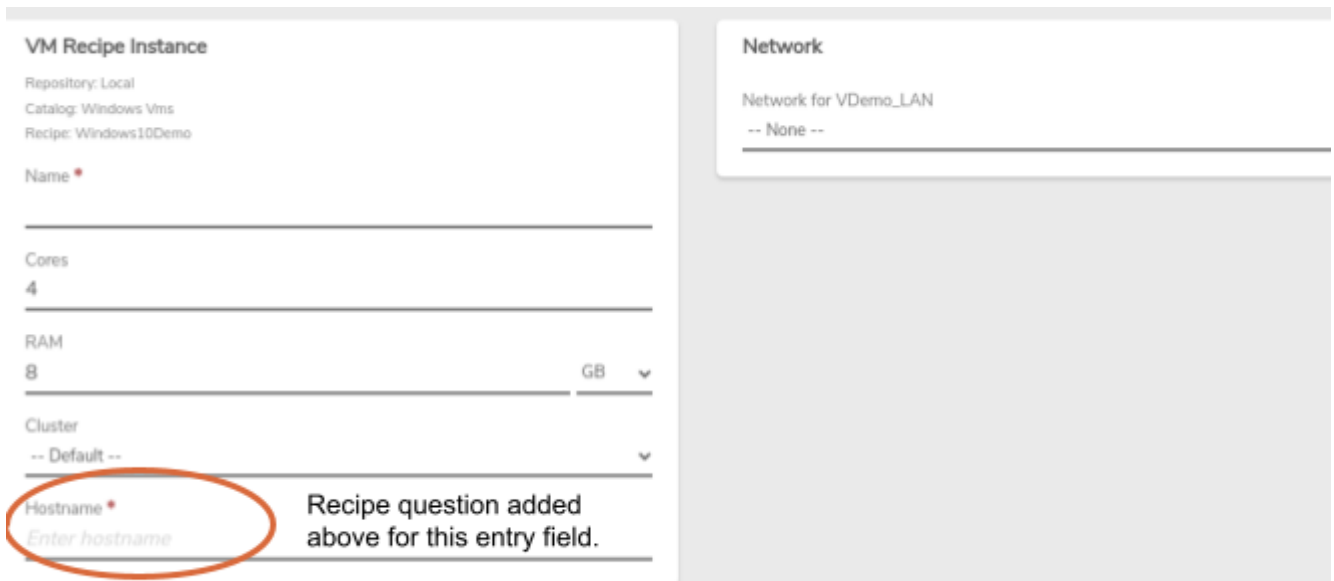 VM Recipe Instance
Repository: Local
Catalog: Windows Vms
Recipe: Windows10Demo
Name *
Cores
4
RAM
8 GB
Cluster
-- Default --
Hostname *
Enter hostname
Recipe question added
above for this entry field.
Network
Network for VDemo_LAN
-- None --